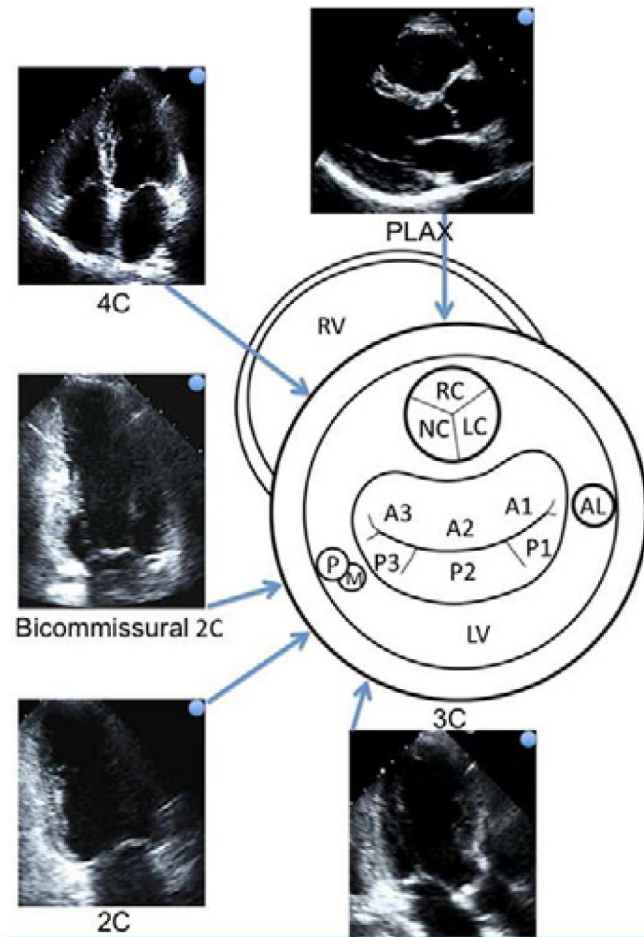 PLAX
4C
RV
RC
NC LC
AL
A3 A2 A1
P3 P2 P1
P
M
Bicommissural 2C
LV
3C
2C